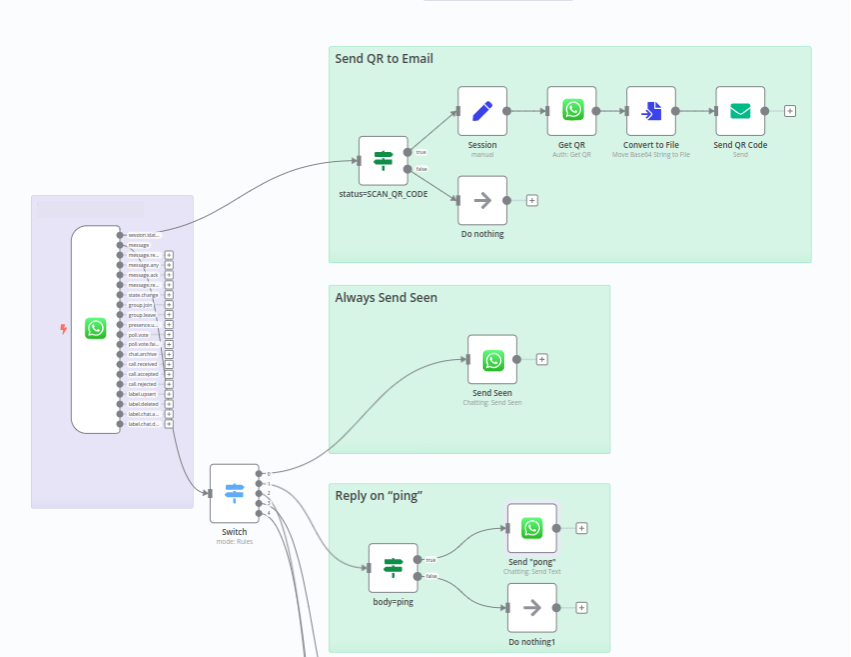 Send QR to Email
Session
manual
Get QR
Auth: Get QR
Convert to File
Move Base64 String to File
Send QR Code
Send
true
false
status=SCAN_QR_CODE
Do nothing
session.stat...
message
message.re...
message.any
message.ack
message.re...
state.change
group.join
group.leave
presence.u...
poll.vote
poll.vote.fai...
chat.archive
call.received
call.accepted
call.rejected
label.upsert
label.deleted
label.chat.a...
label.chat.d...
Always Send Seen
Send Seen
Chatting: Send Seen
0
1
2
3
4
Switch
mode: Rules
Reply on “ping”
Send "pong"
Chatting: Send Text
true
false
body=ping
Do nothing1